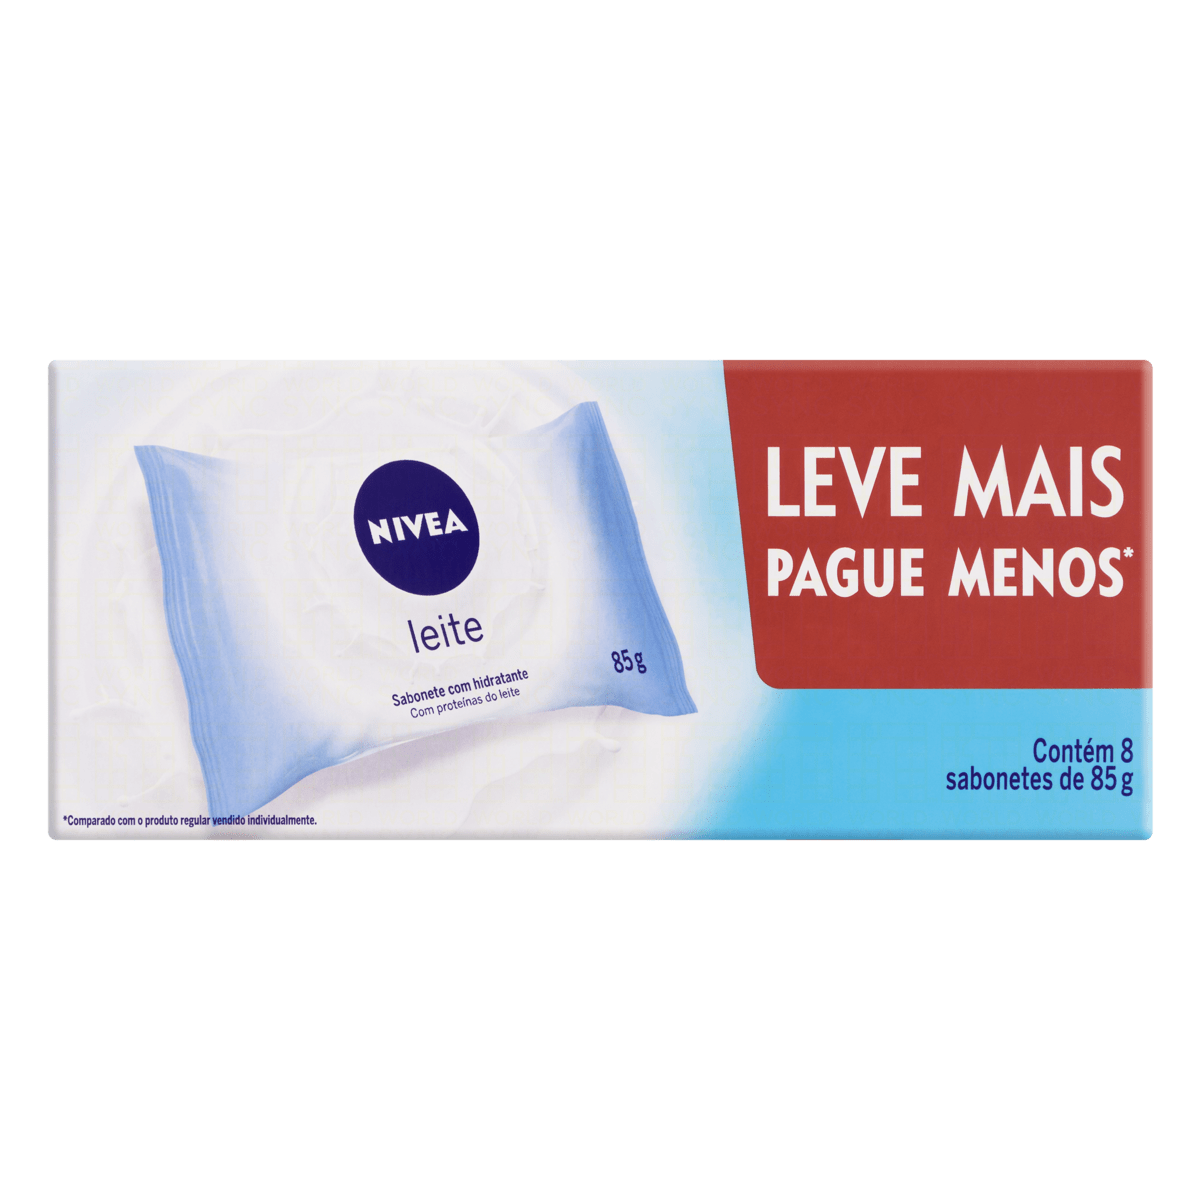 NIVEA
leite
Sabonete com hidratante
Com proteínas do leite
85g
LEVE MAIS
PAGUE MENOS*
Contém 8
sabonetes de 85g
*Comparado com o produto regular vendido individualmente.